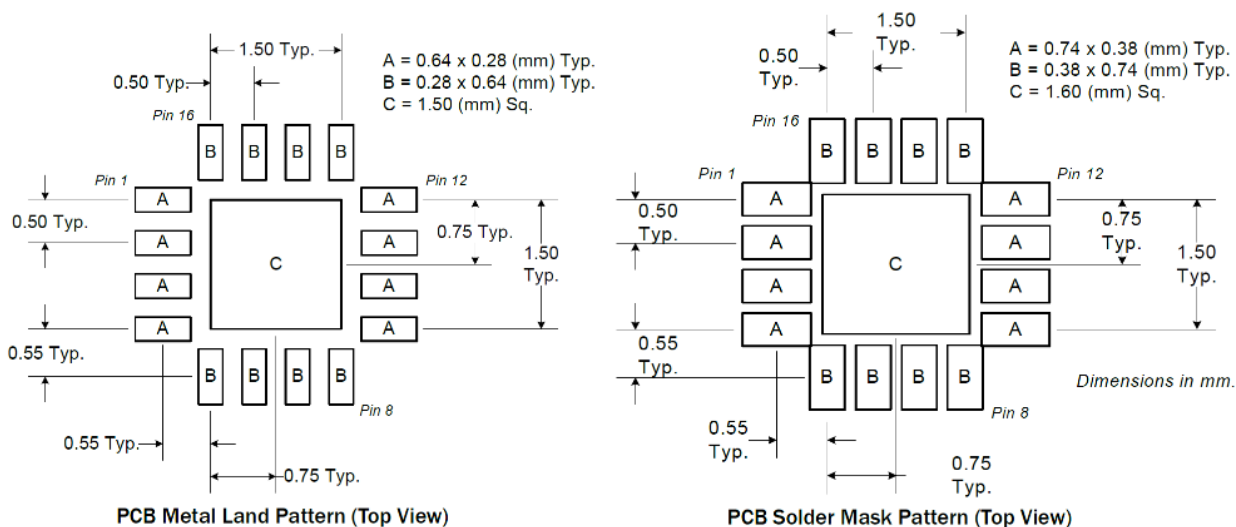 1.50 Typ.
0.50 Typ.
A = 0.64 x 0.28 (mm) Typ.
B = 0.28 x 0.64 (mm) Typ.
C = 1.50 (mm) Sq.
Pin 16
B B B B
Pin 1
Pin 12
A A
0.50 Typ.
0.75 Typ.
A A
1.50
Typ.
C
A A
A A
0.55 Typ.
B B B B
Pin 8
0.55 Typ.
0.75 Typ.
PCB Metal Land Pattern (Top View)
1.50
Typ.
0.50
Typ.
A = 0.74 x 0.38 (mm) Typ.
B = 0.38 x 0.74 (mm) Typ.
C = 1.60 (mm) Sq.
Pin 16
B B B B
Pin 1
Pin 12
A A
0.50
Typ.
0.75
Typ.
A A
1.50
Typ.
C
A A
A A
0.55
Typ.
B B B B
Dimensions in mm.
Pin 8
0.55
Typ.
0.75
Typ.
PCB Solder Mask Pattern (Top View)